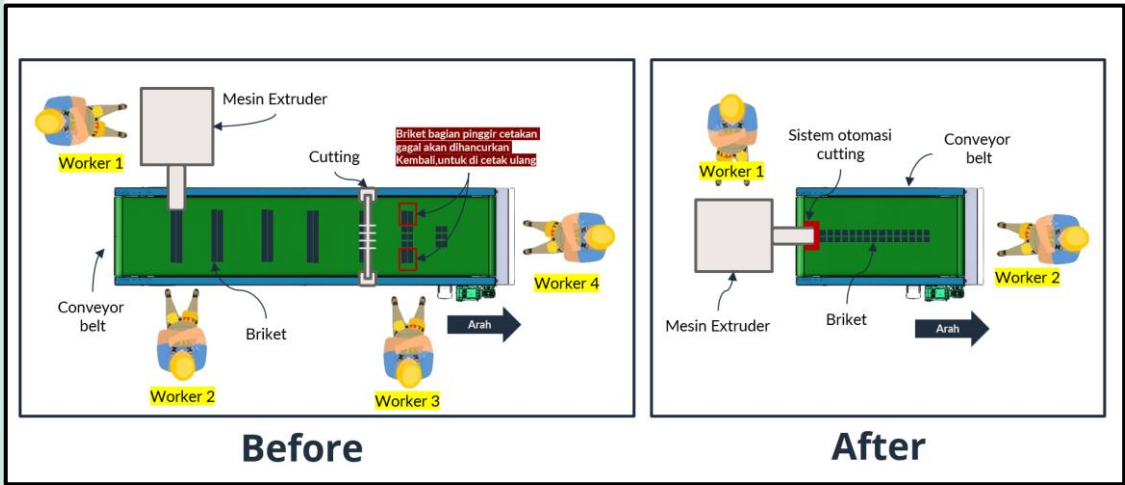 Mesin Extruder
Worker 1
Cutting
Briket bagian pinggir cetakan
gagal akan dihancurkan
Kembali,untuk di cetak ulang
Worker 4
Conveyor
belt
Briket
Arah
Worker 2
Worker 3
Before
Worker 1
Sistem otomasi
cutting
Conveyor
belt
Worker 2
Mesin Extruder
Briket
Arah
After